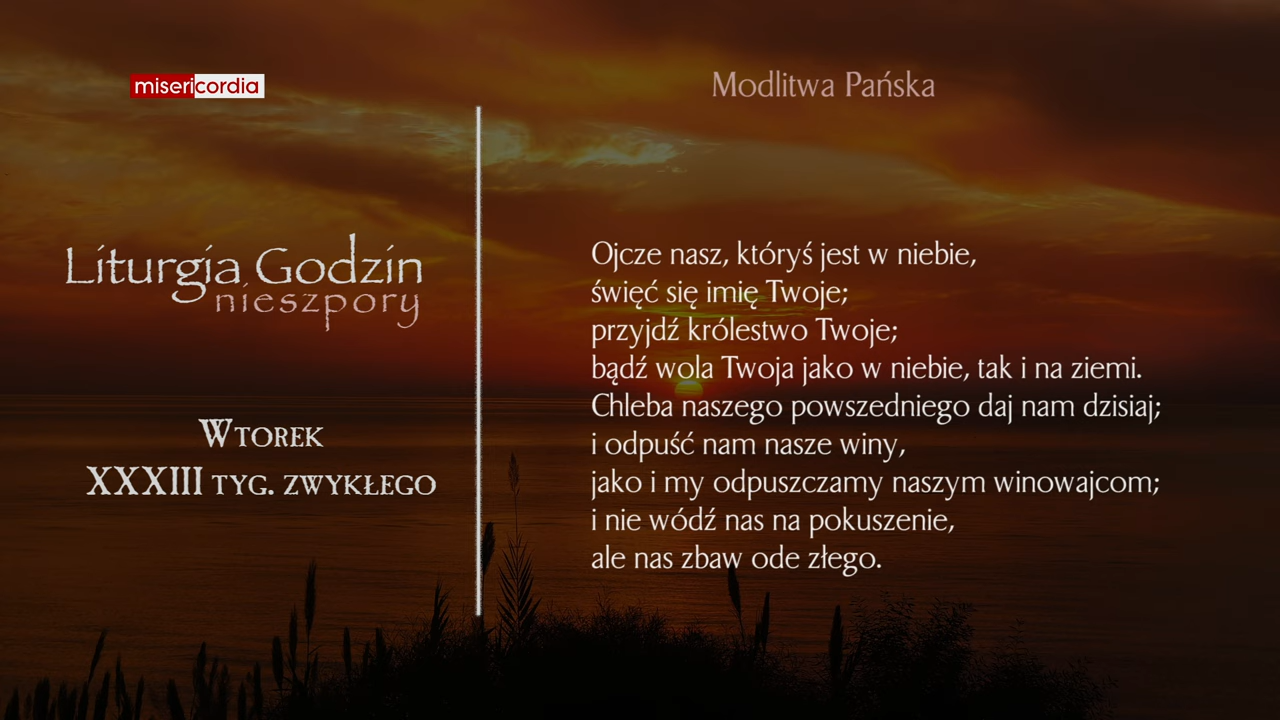 misericordia
Liturgia Godzin
nieszpory
Wtorek
XXXIII tyg. zwykłego
Modlitwa Pańska
Ojcze nasz, któryś jest w niebie,
święć się imię Twoje;
przyjdź królestwo Twoje;
bądź wola Twoja jako w niebie, tak i na ziemi.
Chleba naszego powszedniego daj nam dzisiaj;
i odpuść nam nasze winy,
jako i my odpuszczamy naszym winowajcom;
i nie wódź nas na pokuszenie,
ale nas zbaw ode złego.